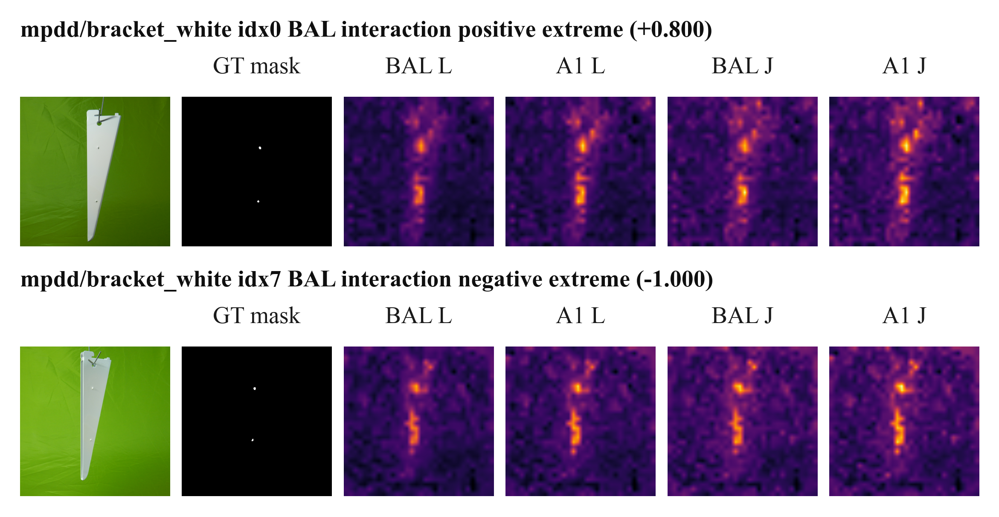 mpdd/bracket_white idx0 BAL interaction positive extreme (+0.800)
GT mask BAL L A1 L BAL J A1 J
mpdd/bracket_white idx7 BAL interaction negative extreme (-1.000)
GT mask BAL L A1 L BAL J A1 J